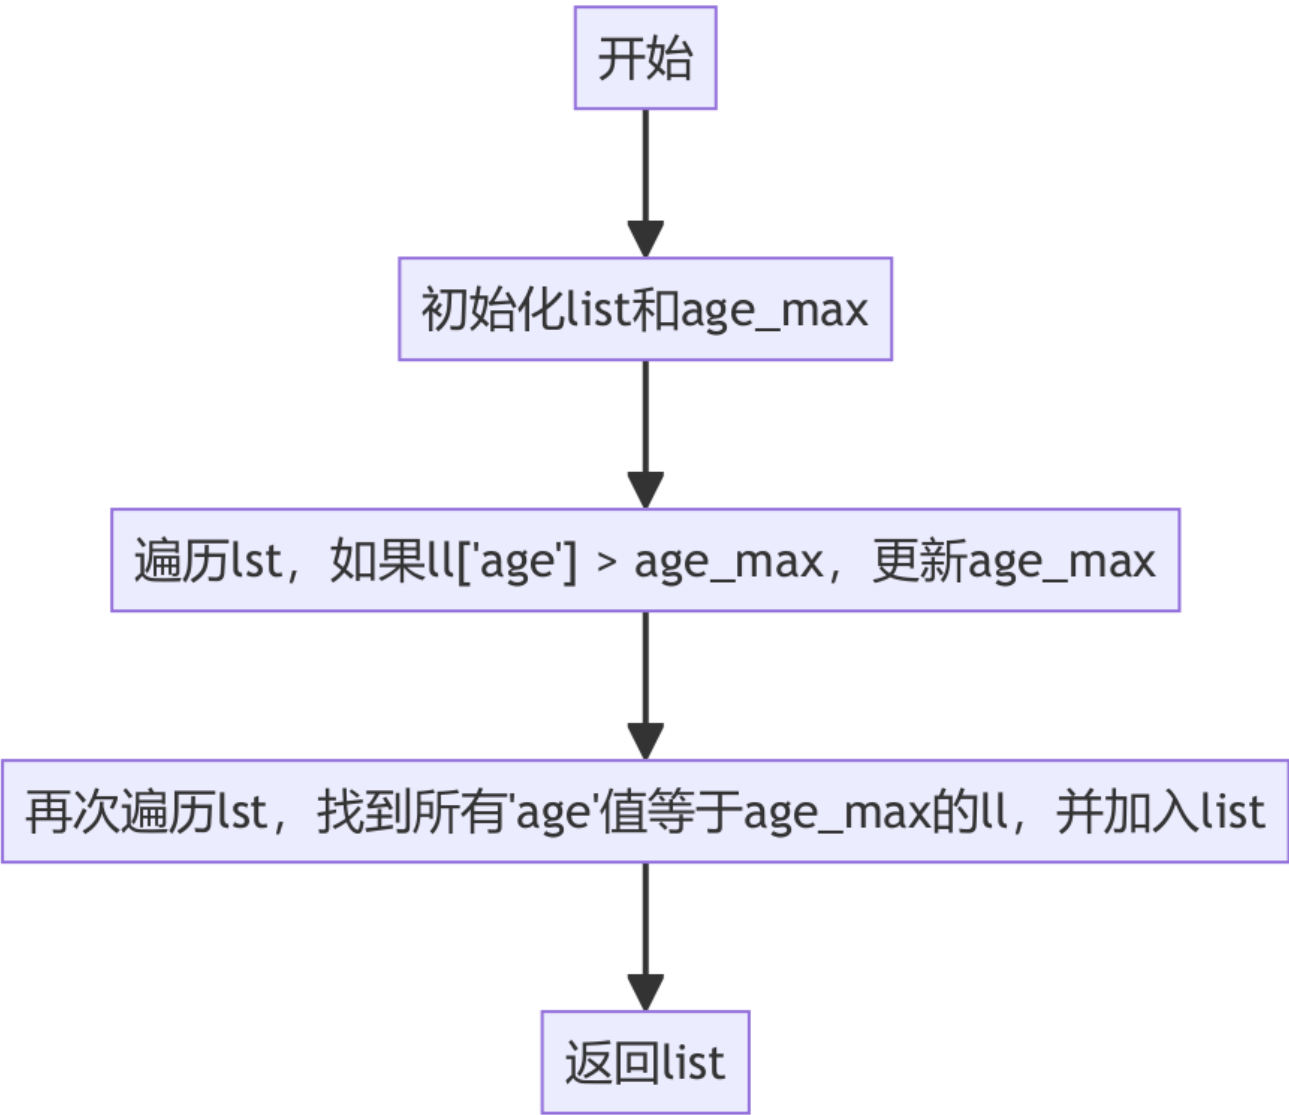 开始
初始化list和age_max
遍历lst，如果ll['age'] > age_max，更新age_max
再次遍历lst，找到所有'age'值等于age_max的ll，并加入list
返回list